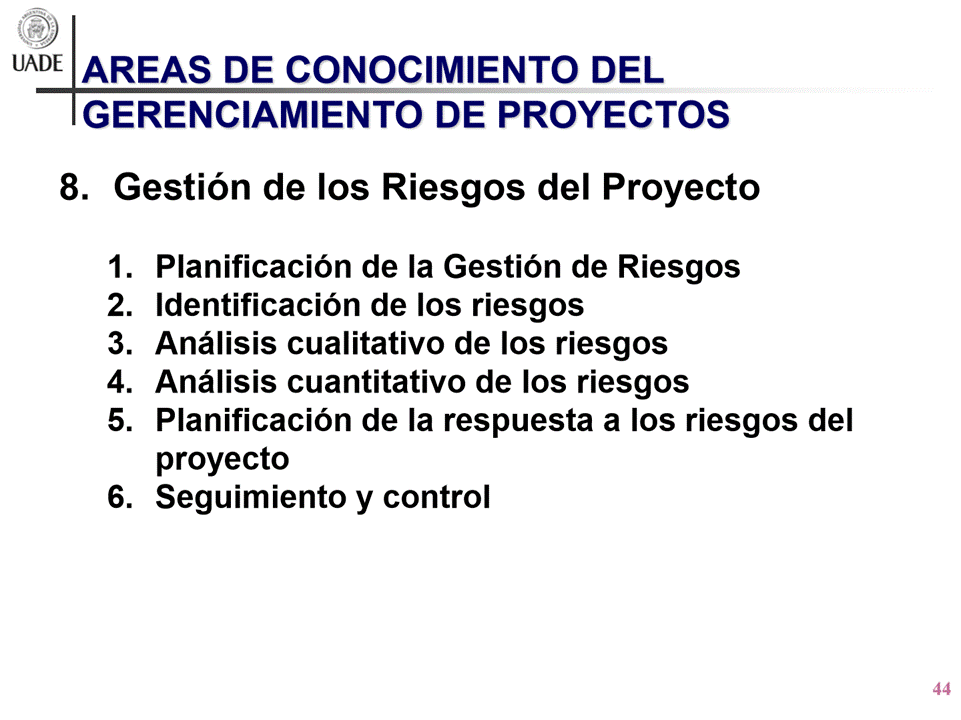 UADE
AREAS DE CONOCIMIENTO DEL
GERENCIAMIENTO DE PROYECTOS
8. Gestión de los Riesgos del Proyecto
1. Planificación de la Gestión de Riesgos
2. Identificación de los riesgos
3. Análisis cualitativo de los riesgos
4. Análisis cuantitativo de los riesgos
5. Planificación de la respuesta a los riesgos del
proyecto
6. Seguimiento y control
44